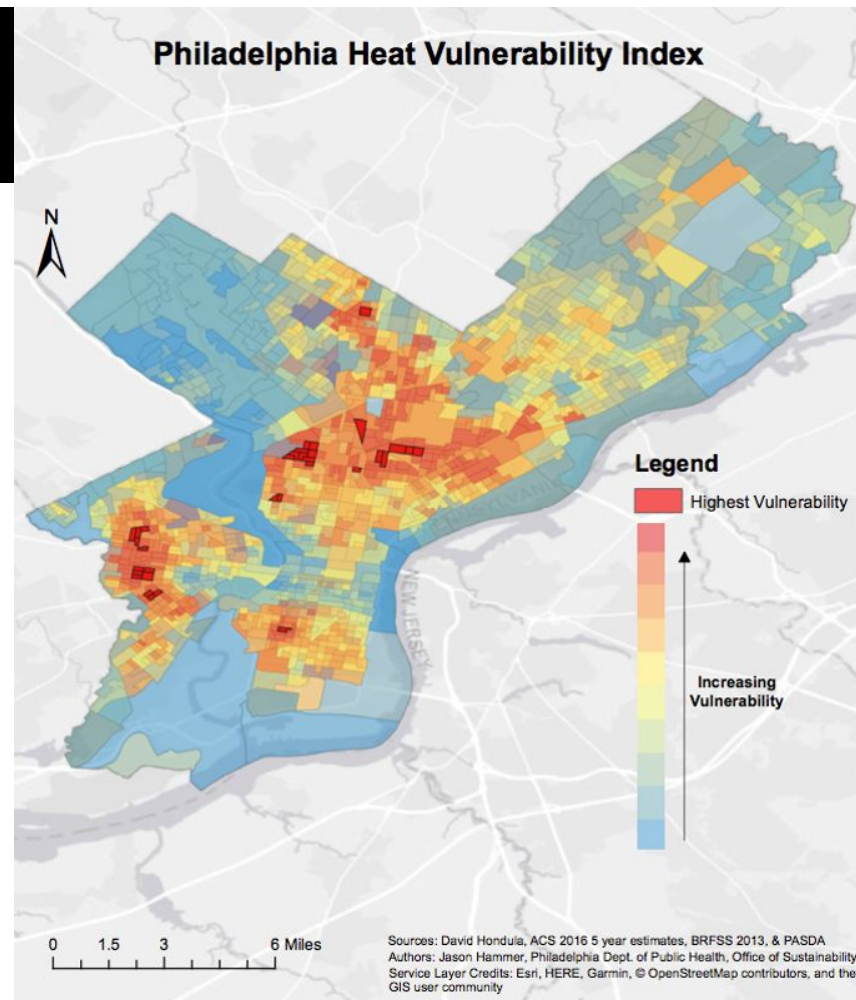 Philadelphia Heat Vulnerability Index
N
PENNSYLVANIA
NEW JERSEY
Legend
Highest Vulnerability
Increasing
Vulnerability
0 1.5 3 6 Miles
Sources: David Hondula, ACS 2016 5 year estimates, BRFSS 2013, & PASDA
Authors: Jason Hammer, Philadelphia Dept. of Public Health, Office of Sustainability
Service Layer Credits: Esri, HERE, Garmin, © OpenStreetMap contributors, and the
GIS user community